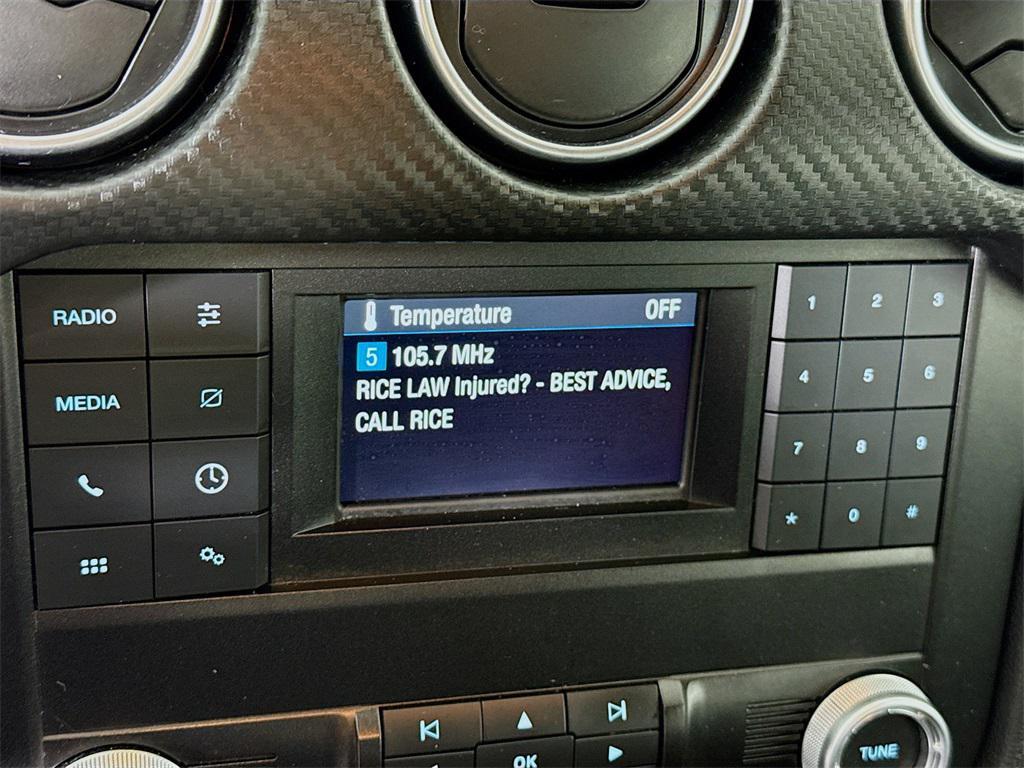 RADIO
MEDIA
Temperature OFF
5 105.7 MHz
RICE LAW Injured? - BEST ADVICE,
CALL RICE
1 2 3
4 5 6
7 8 9
* 0 #
OK
TUNE